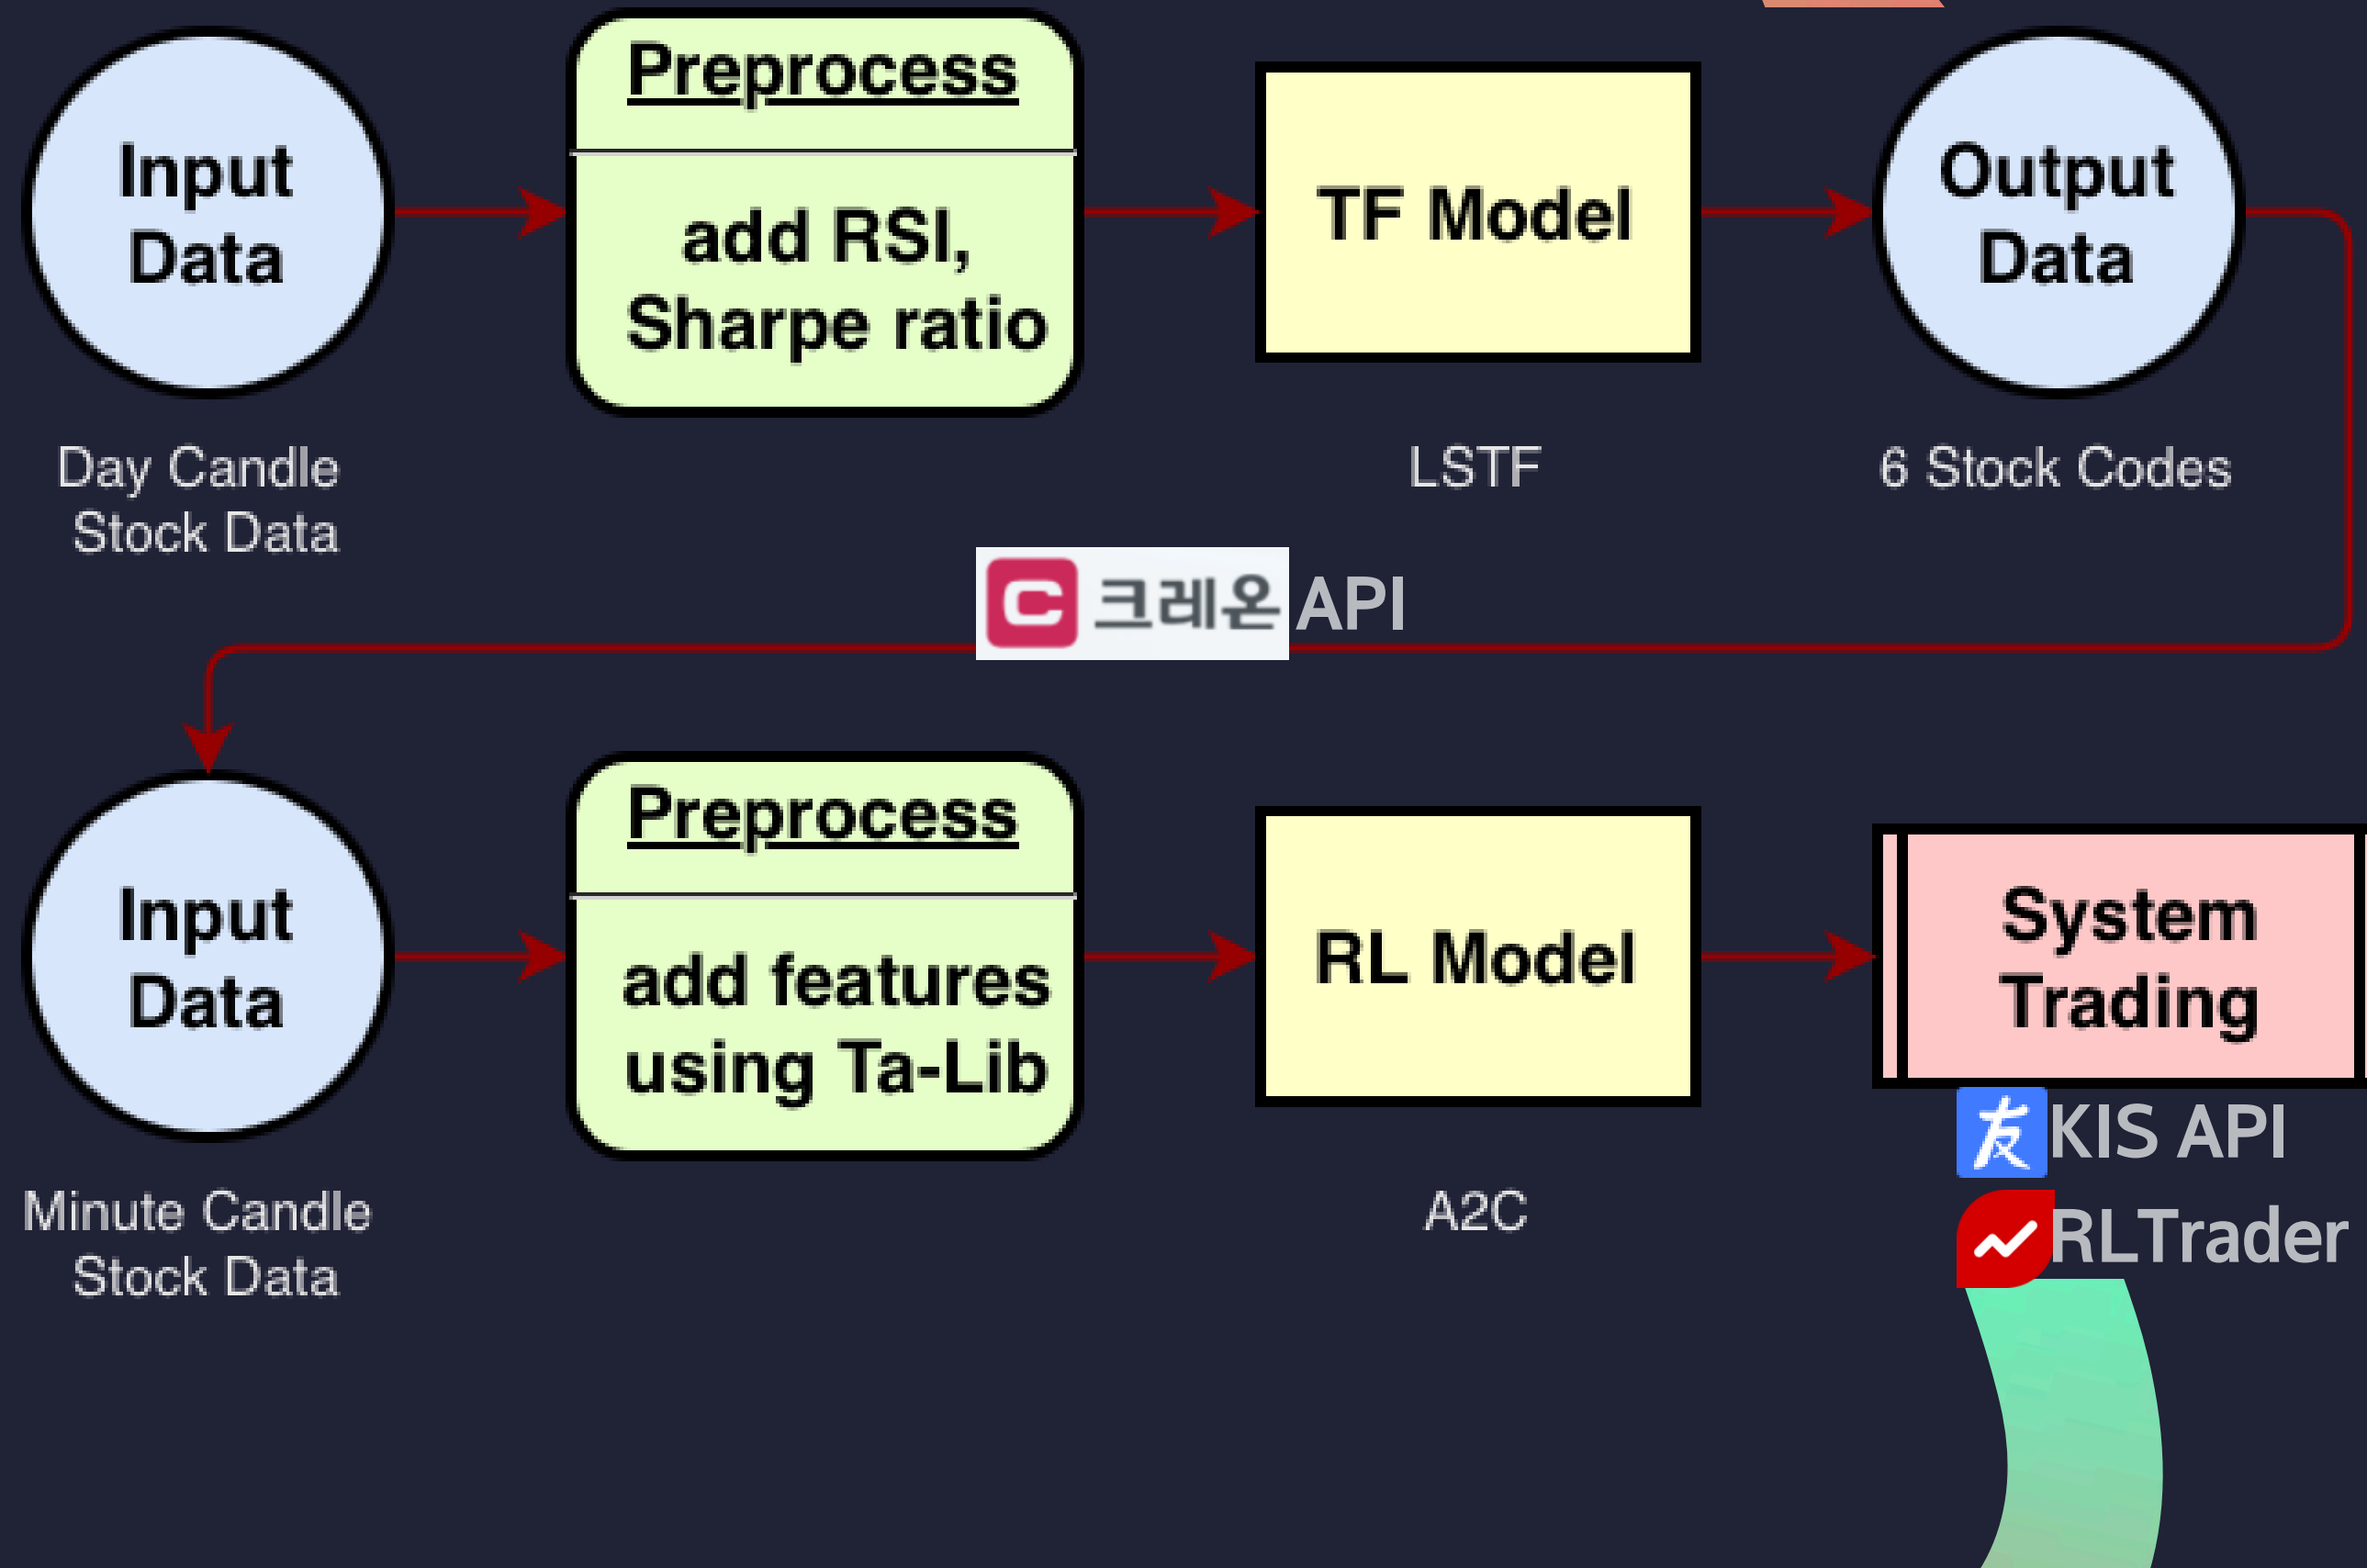 Input
Data
Preprocess
add RSI,
Sharpe ratio
TF Model
Output
Data
Day Candle
Stock Data
LSTF
6 Stock Codes
C 크레온 API
Input
Data
Preprocess
add features
using Ta-Lib
RL Model
System
Trading
友 KIS API
RLTrader
Minute Candle
Stock Data
A2C